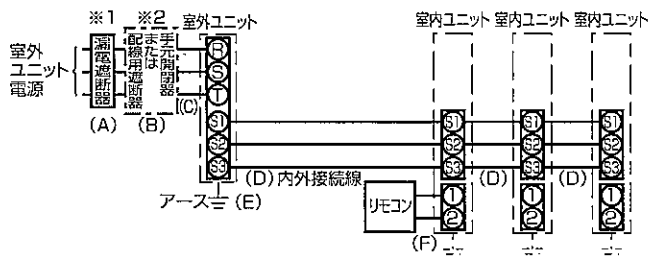 ※1
※2
室外ユニット
室内ユニット
室内ユニット
室内ユニット
室外
ユニット
電源
漏電遮断器
手元開閉器
または
配線用遮断器
R
S
T
S1
S2
S3
S1
S2
S3
S1
S2
S3
S1
S2
S3
(A)
(B)
(C)
(D) 内外接続線
(D)
(D)
アース
(E)
リモコン
1
2
1
2
1
2
(F)